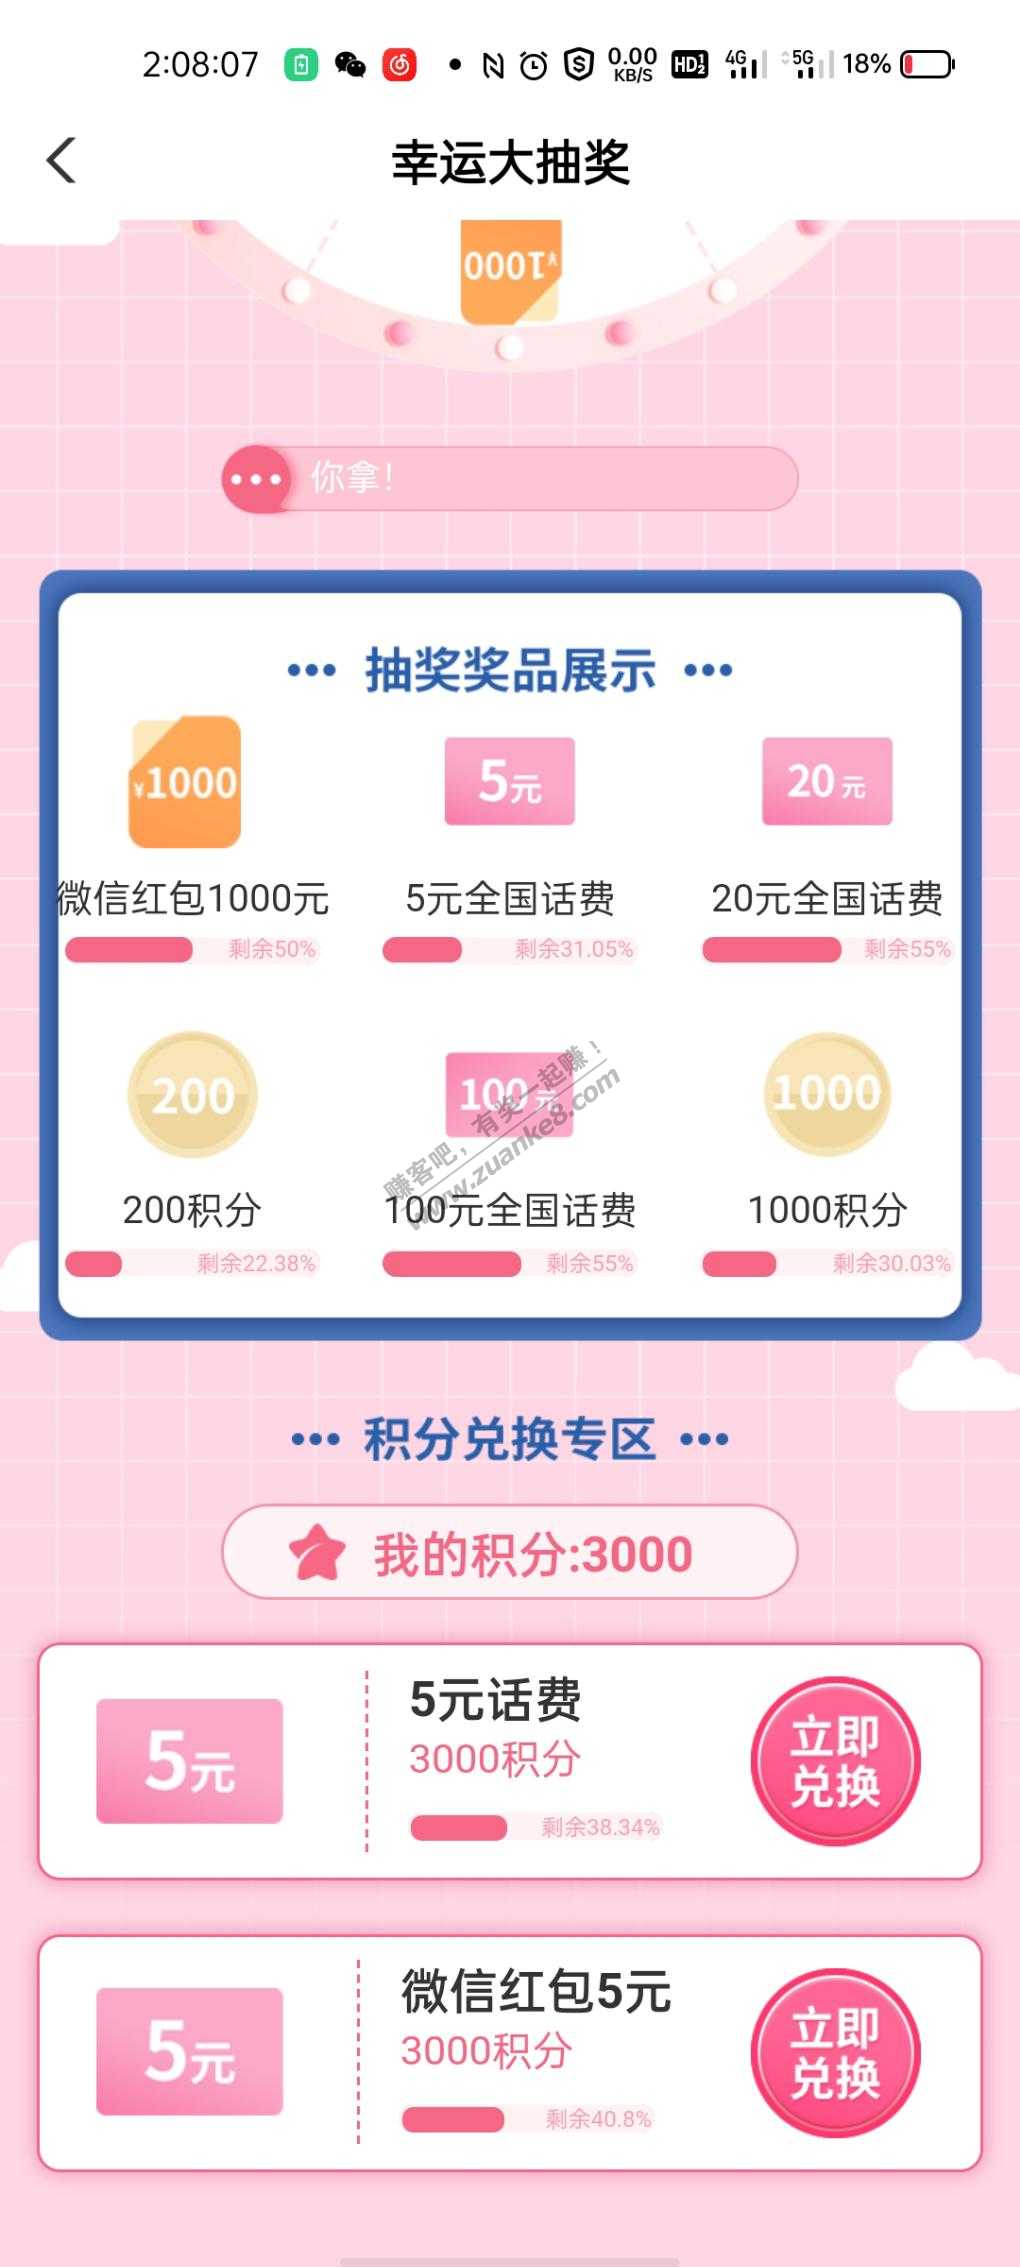 2:08:07
0.00
KB/S
HD1
2
4G
5G
18%
幸运大抽奖
¥1000
你拿!
抽奖奖品展示
¥1000
5元
20元
微信红包1000元
5元全国话费
20元全国话费
剩余50%
剩余31.05%
剩余55%
200
100元
1000
赚客吧,有奖一起赚!
www.zuanke8.com
200积分
100元全国话费
1000积分
剩余22.38%
剩余55%
剩余30.03%
积分兑换专区
我的积分:3000
5元
5元话费
3000积分
剩余38.34%
立即
兑换
5元
微信红包5元
3000积分
剩余40.8%
立即
兑换